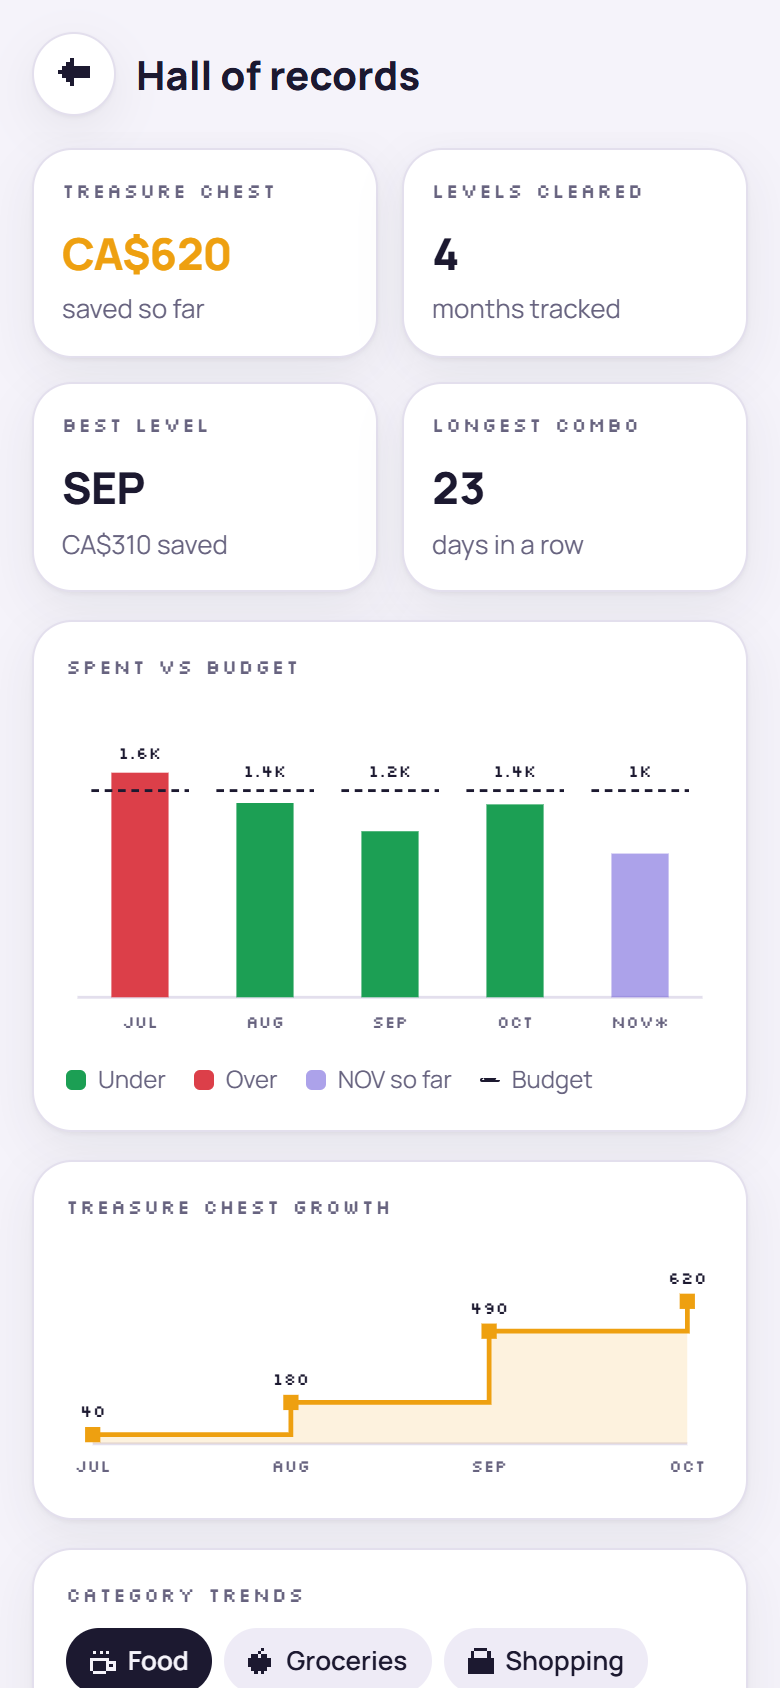 Hall of records
TREASURE CHEST
CA$620
saved so far
LEVELS CLEARED
4
months tracked
BEST LEVEL
SEP
CA$310 saved
LONGEST COMBO
23
days in a row
SPENT VS BUDGET
1.6K
1.4K
1.2K
1.4K
1K
JUL
AUG
SEP
OCT
NOV*
Under
Over
NOV so far
Budget
TREASURE CHEST GROWTH
620
490
180
40
JUL
AUG
SEP
OCT
CATEGORY TRENDS
Food
Groceries
Shopping